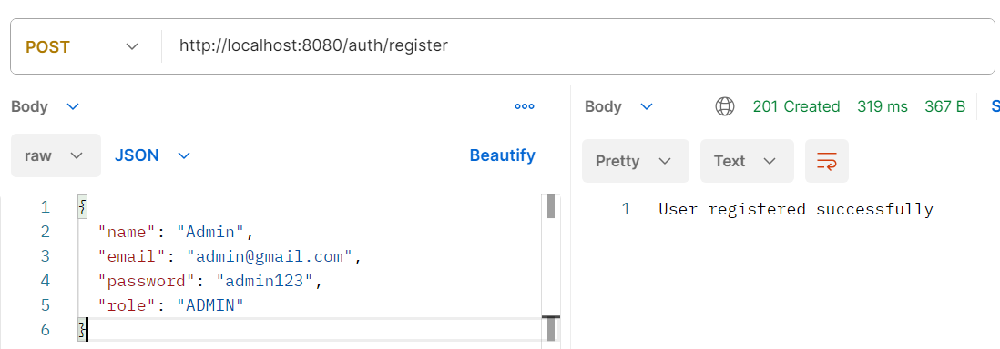 POST http://localhost:8080/auth/register
Body
raw JSON Beautify
1 {
2 "name": "Admin",
3 "email": "admin@gmail.com",
4 "password": "admin123",
5 "role": "ADMIN"
6 }
Body 201 Created 319 ms 367 B
Pretty Text
1 User registered successfully